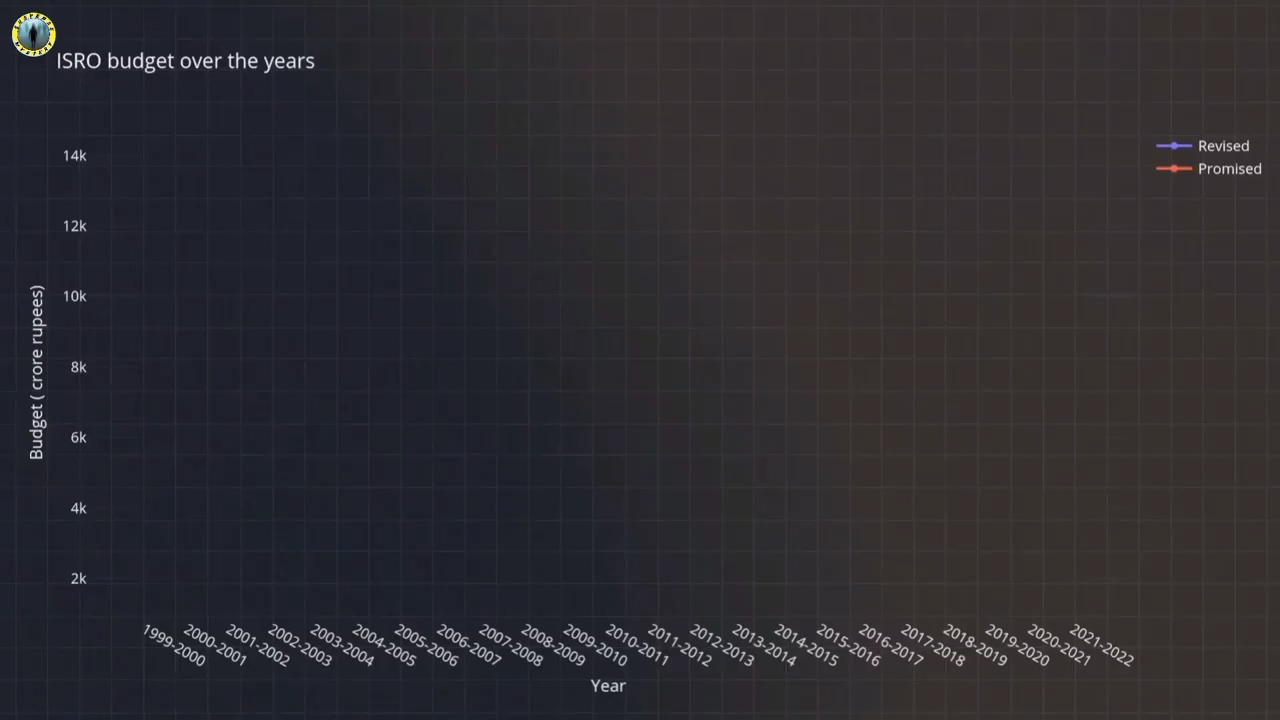 ISRO budget over the years
14k
12k
10k
8k
6k
4k
2k
Budget ( crore rupees)
Revised
Promised
1999-2000
2000-2001
2001-2002
2002-2003
2003-2004
2004-2005
2005-2006
2006-2007
2007-2008
2008-2009
2009-2010
2010-2011
2011-2012
2012-2013
2013-2014
2014-2015
2015-2016
2016-2017
2017-2018
2018-2019
2019-2020
2020-2021
2021-2022
Year